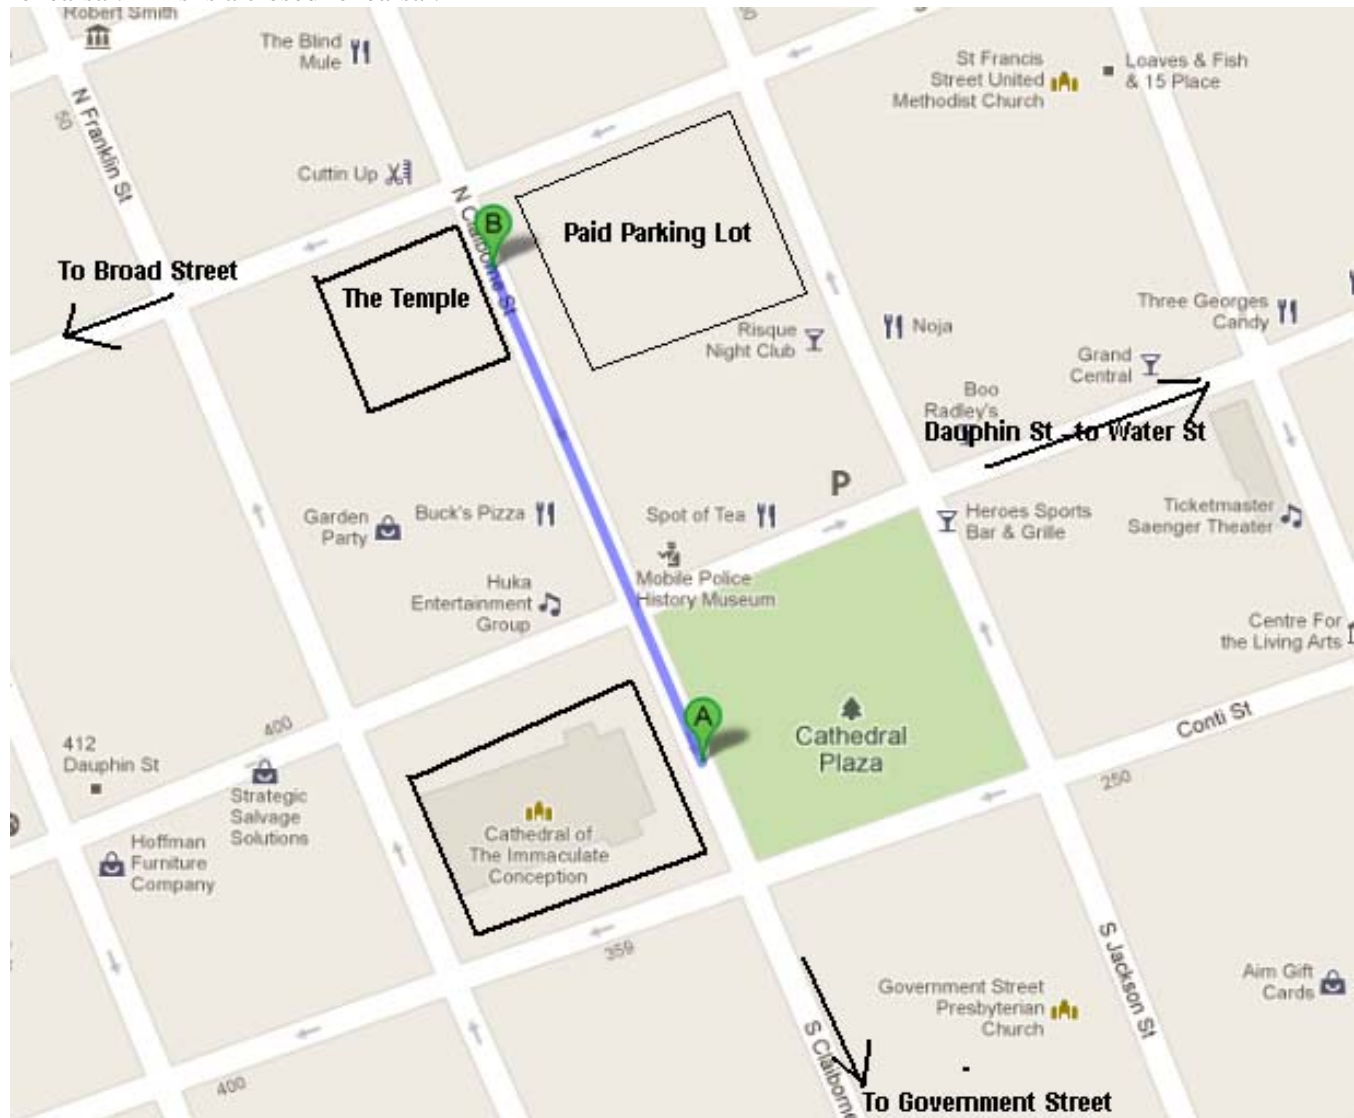 Robert Smith
The Blind
Mule
St Francis
Street United
Methodist Church
Loaves & Fish
& 15 Place
N Franklin St
50
Cuttin Up
N Claiborne St
B
Paid Parking Lot
To Broad Street
The Temple
Risque
Night Club
Noja
Three Georges
Candy
Grand
Central
Boo
Radley's
Dauphin St - to Water St
P
Garden
Party
Buck's Pizza
Spot of Tea
Heroes Sports
Bar & Grille
Ticketmaster
Saenger Theater
Mobile Police
History Museum
Huka
Entertainment
Group
Centre For
the Living Arts
A
Cathedral
Plaza
Conti St
250
400
412
Dauphin St
Strategic
Salvage
Solutions
Hoffman
Furniture
Company
Cathedral of
The Immaculate
Conception
359
S Jackson St
Aim Gift
Cards
Government Street
Presbyterian
Church
S Claiborne
400
To Government Street